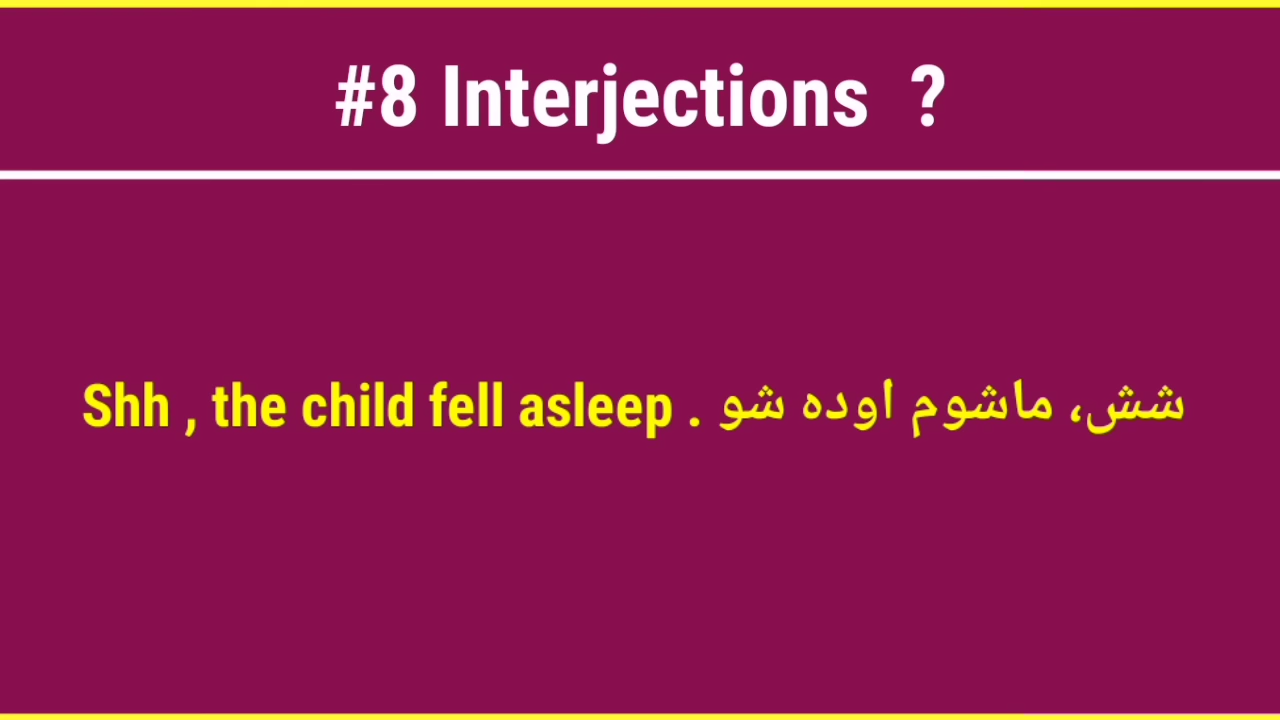 #8 Interjections ?
Shh , the child fell asleep . شش، ماشوم اوده شو